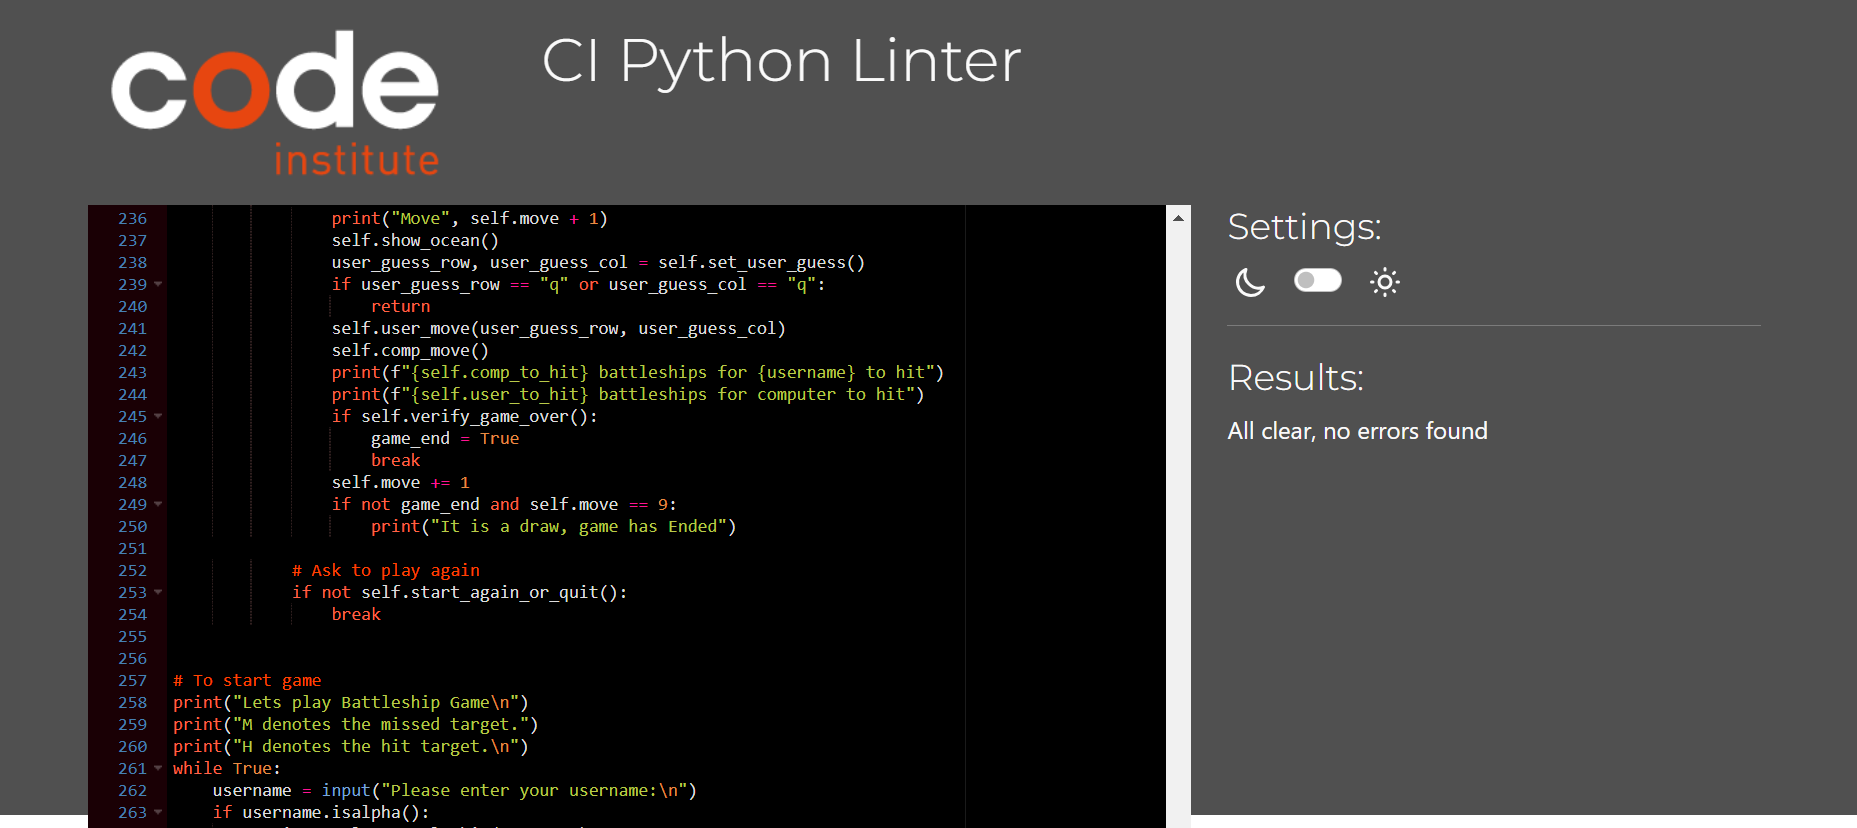 code
institute
CI Python Linter
236 print("Move", self.move + 1)
237 self.show_ocean()
238 user_guess_row, user_guess_col = self.set_user_guess()
239 if user_guess_row == "q" or user_guess_col == "q":
240 return
241 self.user_move(user_guess_row, user_guess_col)
242 self.comp_move()
243 print(f"{self.comp_to_hit} battleships for {username} to hit")
244 print(f"{self.user_to_hit} battleships for computer to hit")
245 if self.verify_game_over():
246 game_end = True
247 break
248 self.move += 1
249 if not game_end and self.move == 9:
250 print("It is a draw, game has Ended")
251
252 # Ask to play again
253 if not self.start_again_or_quit():
254 break
255
256
257 # To start game
258 print("Lets play Battleship Game\n")
259 print("M denotes the missed target.")
260 print("H denotes the hit target.\n")
261 while True:
262 username = input("Please enter your username:\n")
263 if username.isalpha():
Settings:
Results:
All clear, no errors found